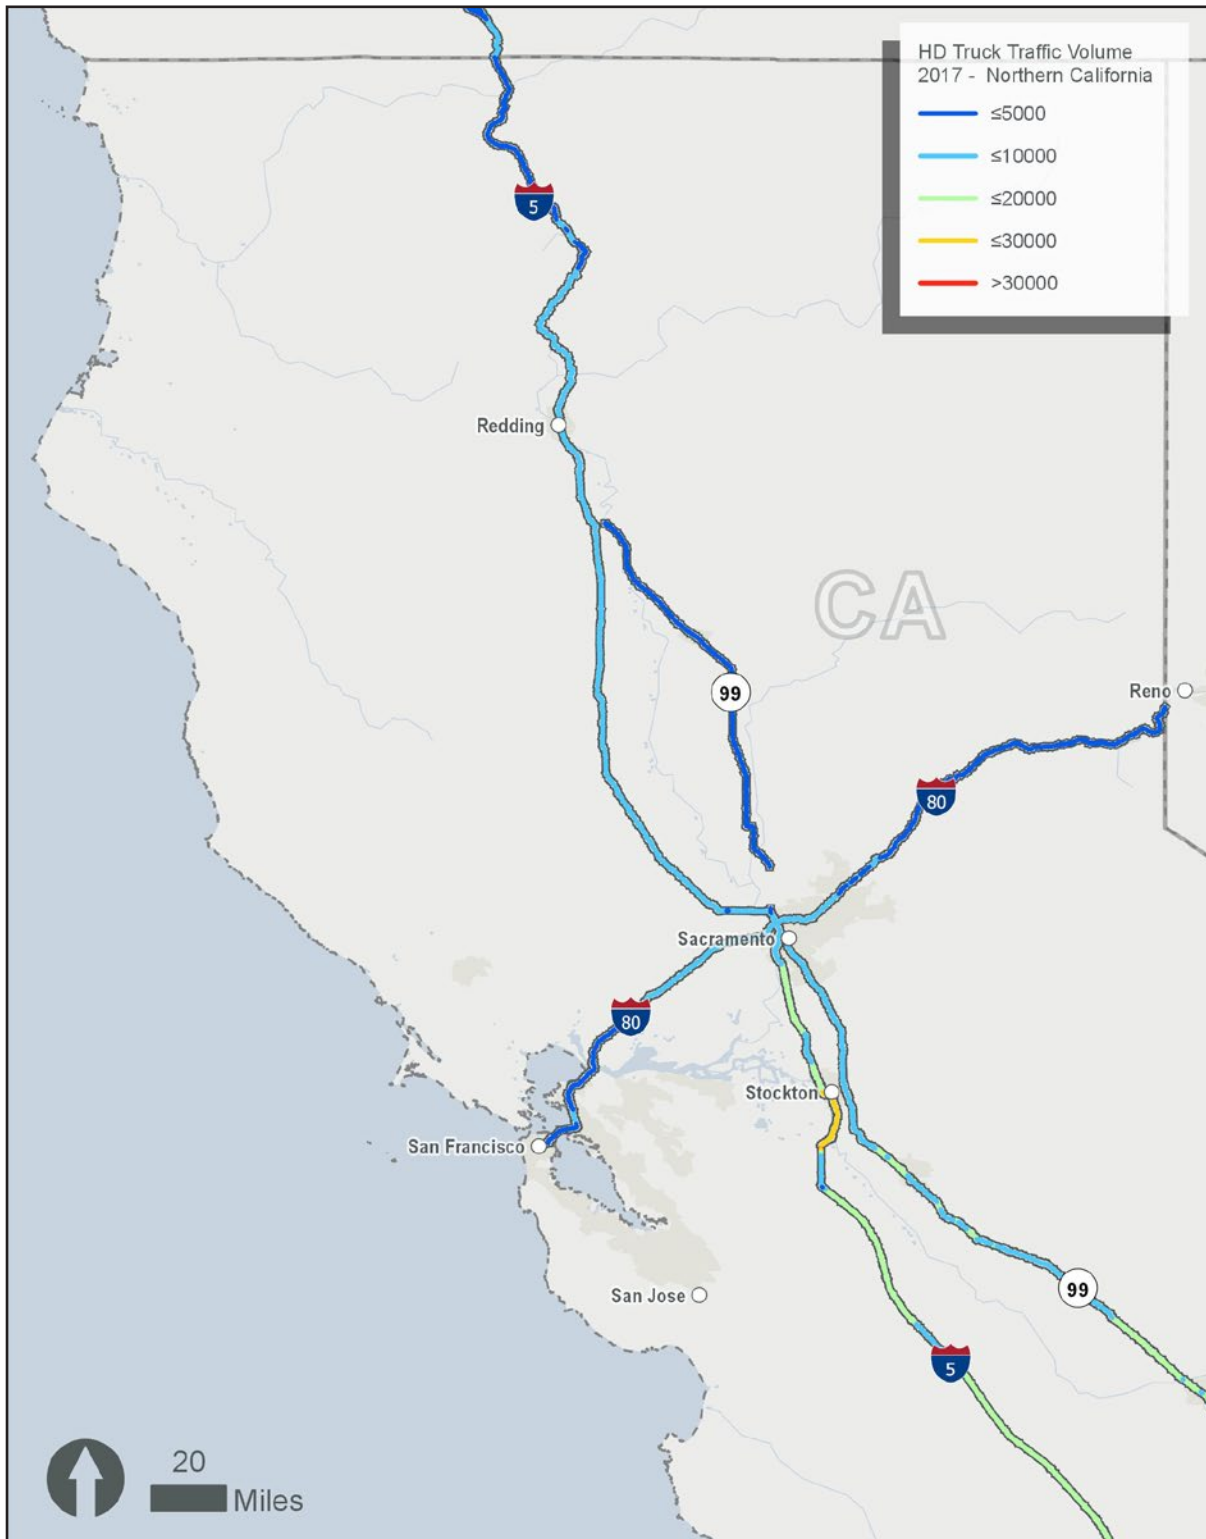 HD Truck Traffic Volume
2017 - Northern California
≤5000
≤10000
≤20000
≤30000
>30000
5
Redding
CA
99
Reno
80
Sacramento
80
Stockton
San Francisco
99
San Jose
5
20
Miles